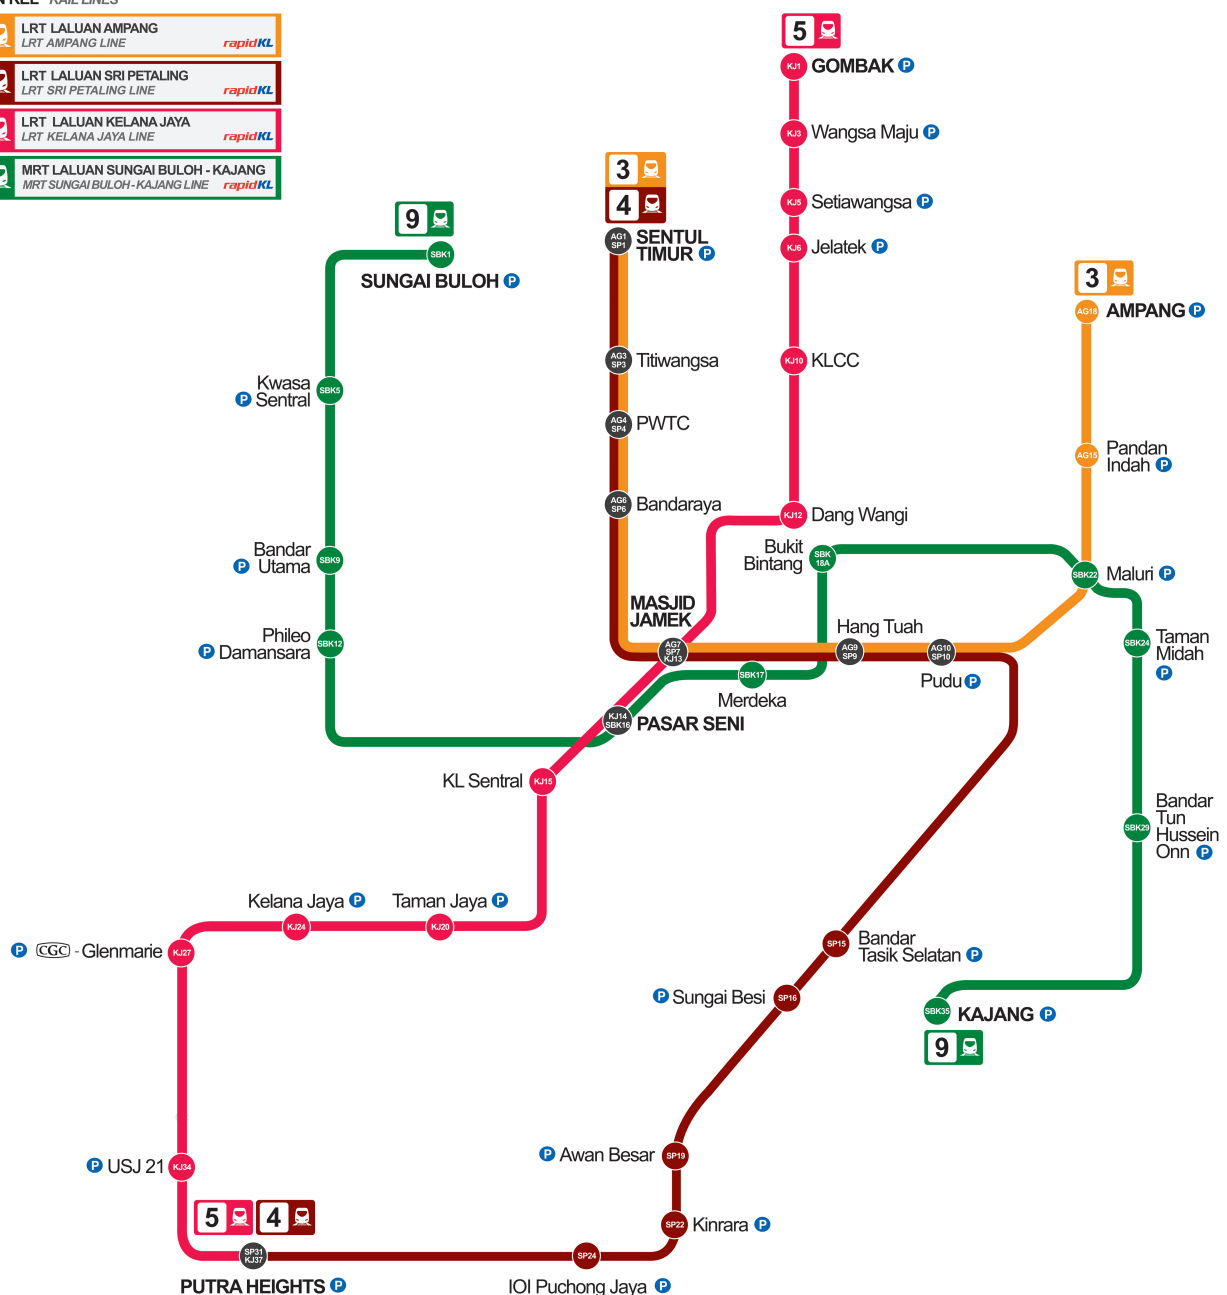 RAIL LINES
LRT LALUAN AMPANG
LRT AMPANG LINE
rapidKL
LRT LALUAN SRI PETALING
LRT SRI PETALING LINE
rapidKL
LRT LALUAN KELANA JAYA
LRT KELANA JAYA LINE
rapidKL
MRT LALUAN SUNGAI BULOH - KAJANG
MRT SUNGAI BULOH-KAJANG LINE
rapidKL
5
KJ1
GOMBAK P
KJ3
Wangsa Maju P
KJ5
Setiawangsa P
KJ6
Jelatek P
KJ10
KLCC
KJ12
Dang Wangi
3
4
AG1
SP1
SENTUL
TIMUR P
AG3
SP3
Titiwangsa
AG4
SP4
PWTC
AG6
SP6
Bandaraya
MASJID
JAMEK
AG7
SP7
KJ13
9
SBK1
SUNGAI BULOH P
Kwasa
P Sentral
SBK5
Bandar
P Utama
SBK9
Phileo
P Damansara
SBK12
3
AG18
AMPANG P
AG15
Pandan
Indah P
Bukit
Bintang
SBK
18A
SBK22
Maluri P
Hang Tuah
AG9
SP9
AG10
SP10
Pudu P
SBK17
Merdeka
KJ14
SBK16
PASAR SENI
SBK24
Taman
Midah
P
SBK29
Bandar
Tun
Hussein
Onn P
KL Sentral
KJ15
Kelana Jaya P
KJ24
Taman Jaya P
KJ20
P CGC - Glenmarie
KJ27
SP15
Bandar
Tasik Selatan P
P Sungai Besi
SP16
SBK35
KAJANG P
9
P Awan Besar
SP19
P USJ 21
KJ34
SP22
Kinrara P
5
4
SP31
KJ37
PUTRA HEIGHTS P
SP24
IOI Puchong Jaya P